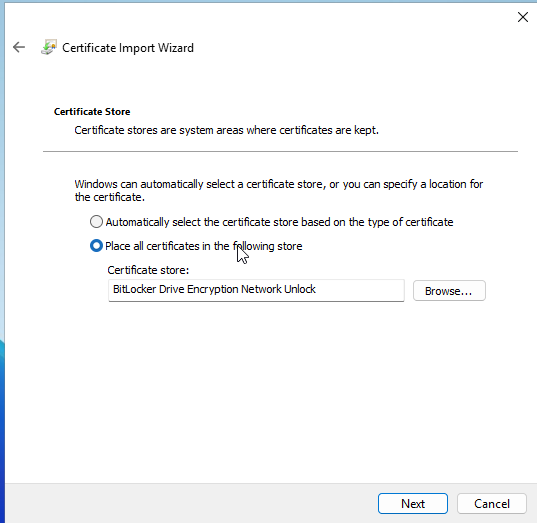 Certificate Import Wizard
Certificate Store
Certificate stores are system areas where certificates are kept.
Windows can automatically select a certificate store, or you can specify a location for
the certificate.
Automatically select the certificate store based on the type of certificate
Place all certificates in the following store
Certificate store:
BitLocker Drive Encryption Network Unlock
Browse...
Next
Cancel